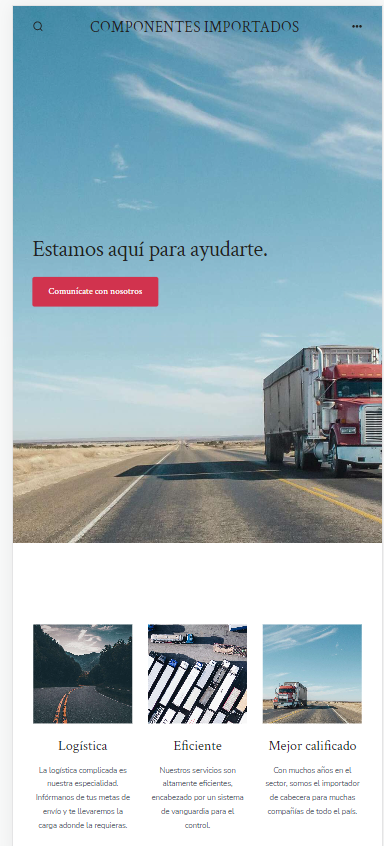 COMPONENTES IMPORTADOS
Estamos aquí para ayudarte.
Comunícate con nosotros
Logística
La logística complicada es
nuestra especialidad.
Infórmanos de tus metas de
envío y te llevaremos la
carga adonde la requieras.
Eficiente
Nuestros servicios son
altamente eficientes,
encabezado por un sistema
de vanguardia para el
control.
Mejor calificado
Con muchos años en el
sector, somos el importador
de cabecera para muchas
compañías de todo el país.